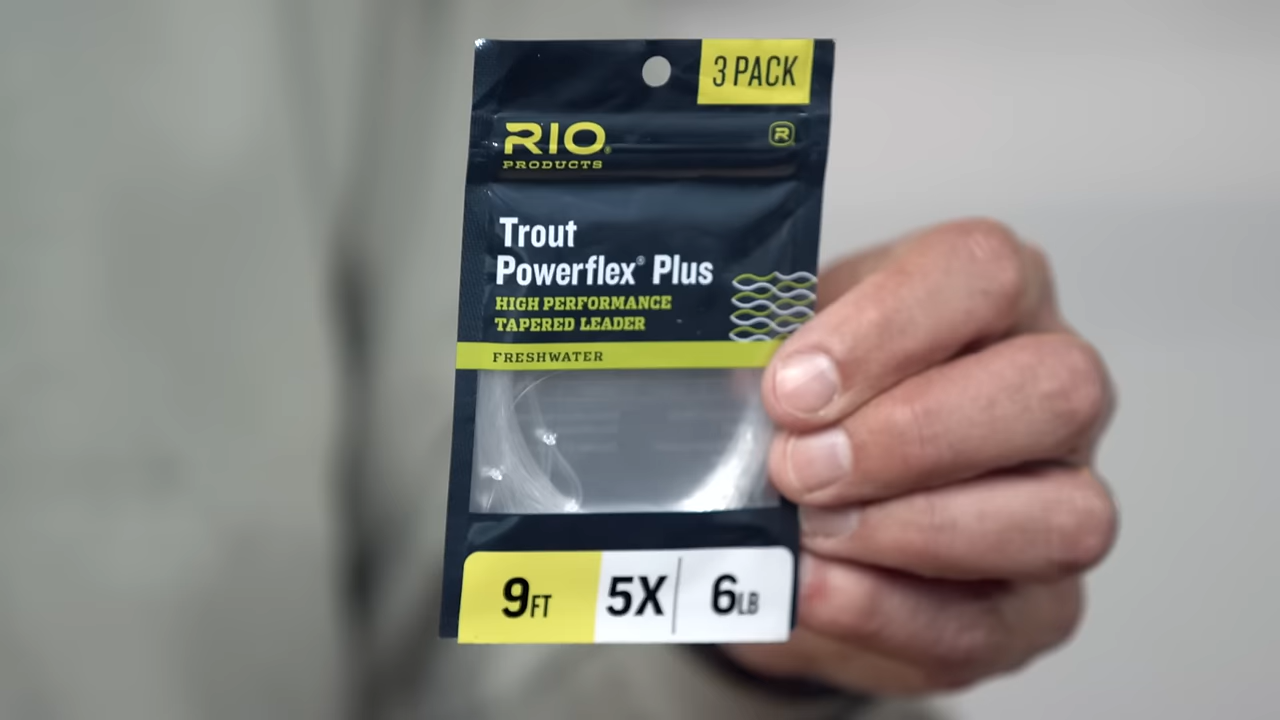 3 PACK
RIO®
PRODUCTS
R
Trout
Powerflex® Plus
HIGH PERFORMANCE
TAPERED LEADER
FRESHWATER
9FT 5X 6LB